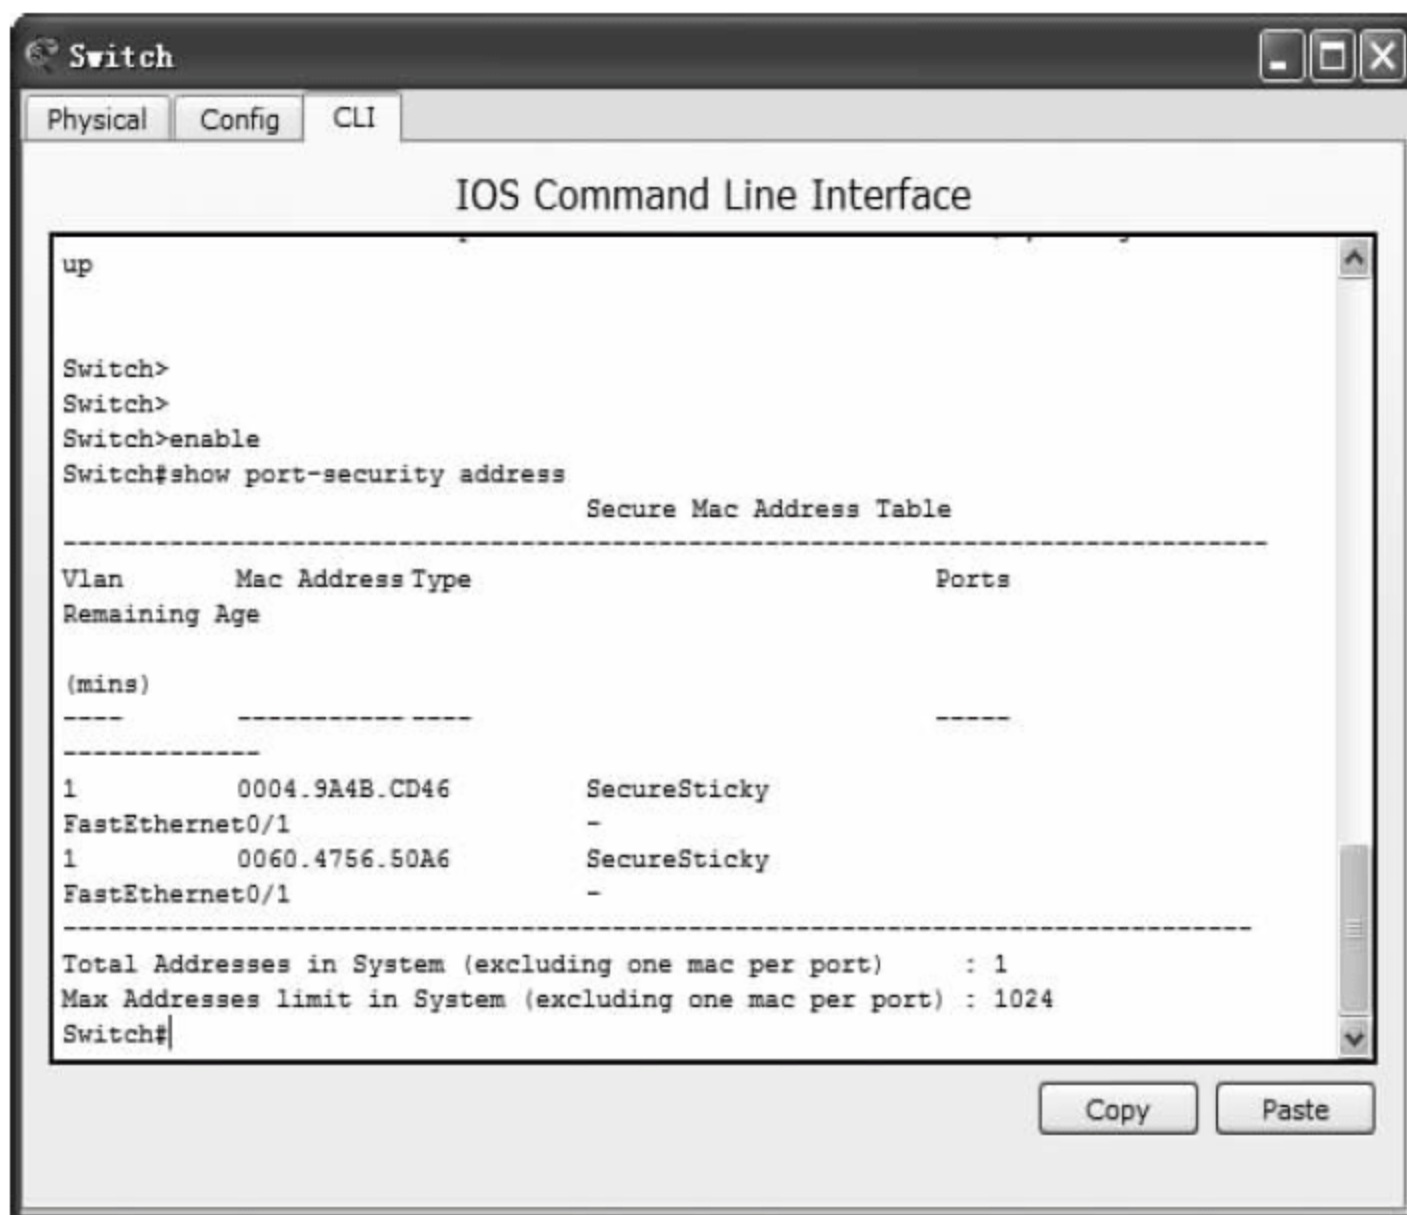 Switch
Physical Config CLI
IOS Command Line Interface
up
Switch>
Switch>
Switch>enable
Switch#show port-security address
Secure Mac Address Table
-------------------------------------------------------------------------------
Vlan Mac Address Type Ports
Remaining Age
(mins)
---- ----------- ---- -----
-------------
1 0004.9A4B.CD46 SecureSticky
FastEthernet0/1 -
1 0060.4756.50A6 SecureSticky
FastEthernet0/1 -
------------------------------------------------------------------------------
Total Addresses in System (excluding one mac per port) : 1
Max Addresses limit in System (excluding one mac per port) : 1024
Switch#
Copy Paste